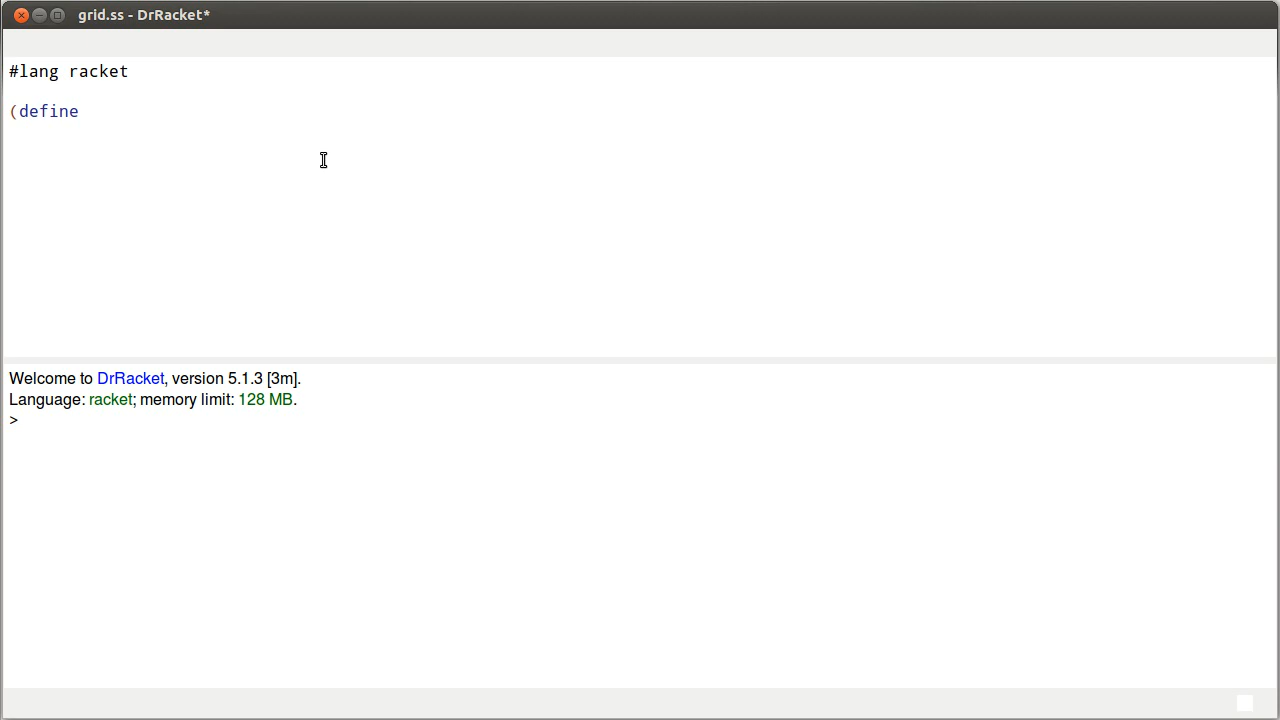 grid.ss - DrRacket*
#lang racket
(define
Welcome to DrRacket, version 5.1.3 [3m].
Language: racket; memory limit: 128 MB.
>